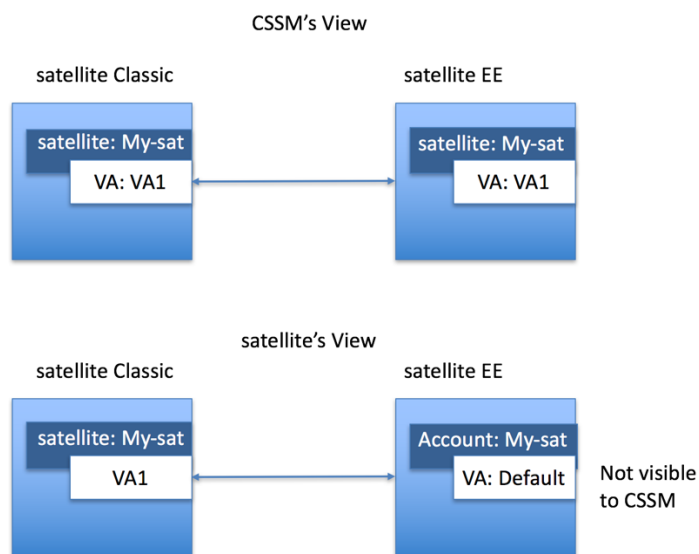 CSSM's View
satellite Classic
satellite EE
satellite: My-sat
satellite: My-sat
VA: VA1
VA: VA1
satellite's View
satellite Classic
satellite EE
satellite: My-sat
Account: My-sat
VA1
VA: Default
Not visible
to CSSM